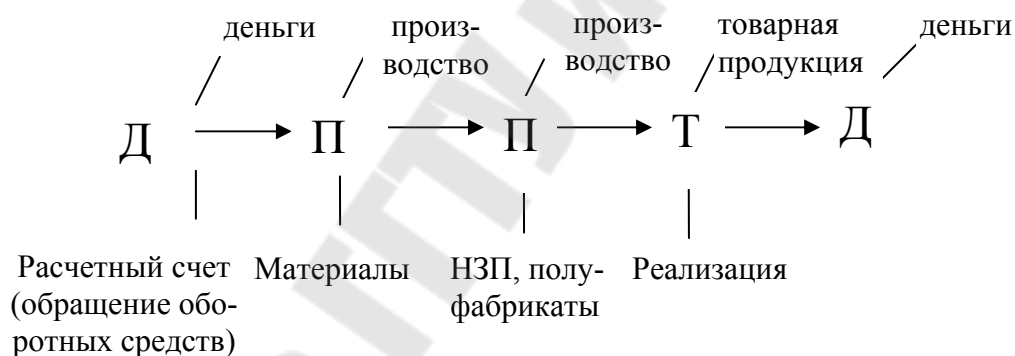 деньги
произ-
водство
произ-
водство
товарная
продукция
деньги
Д
П
П
Т
Д
Расчетный счет
(обращение обо-
ротных средств)
Материалы
НЗП, полу-
фабрикаты
Реализация